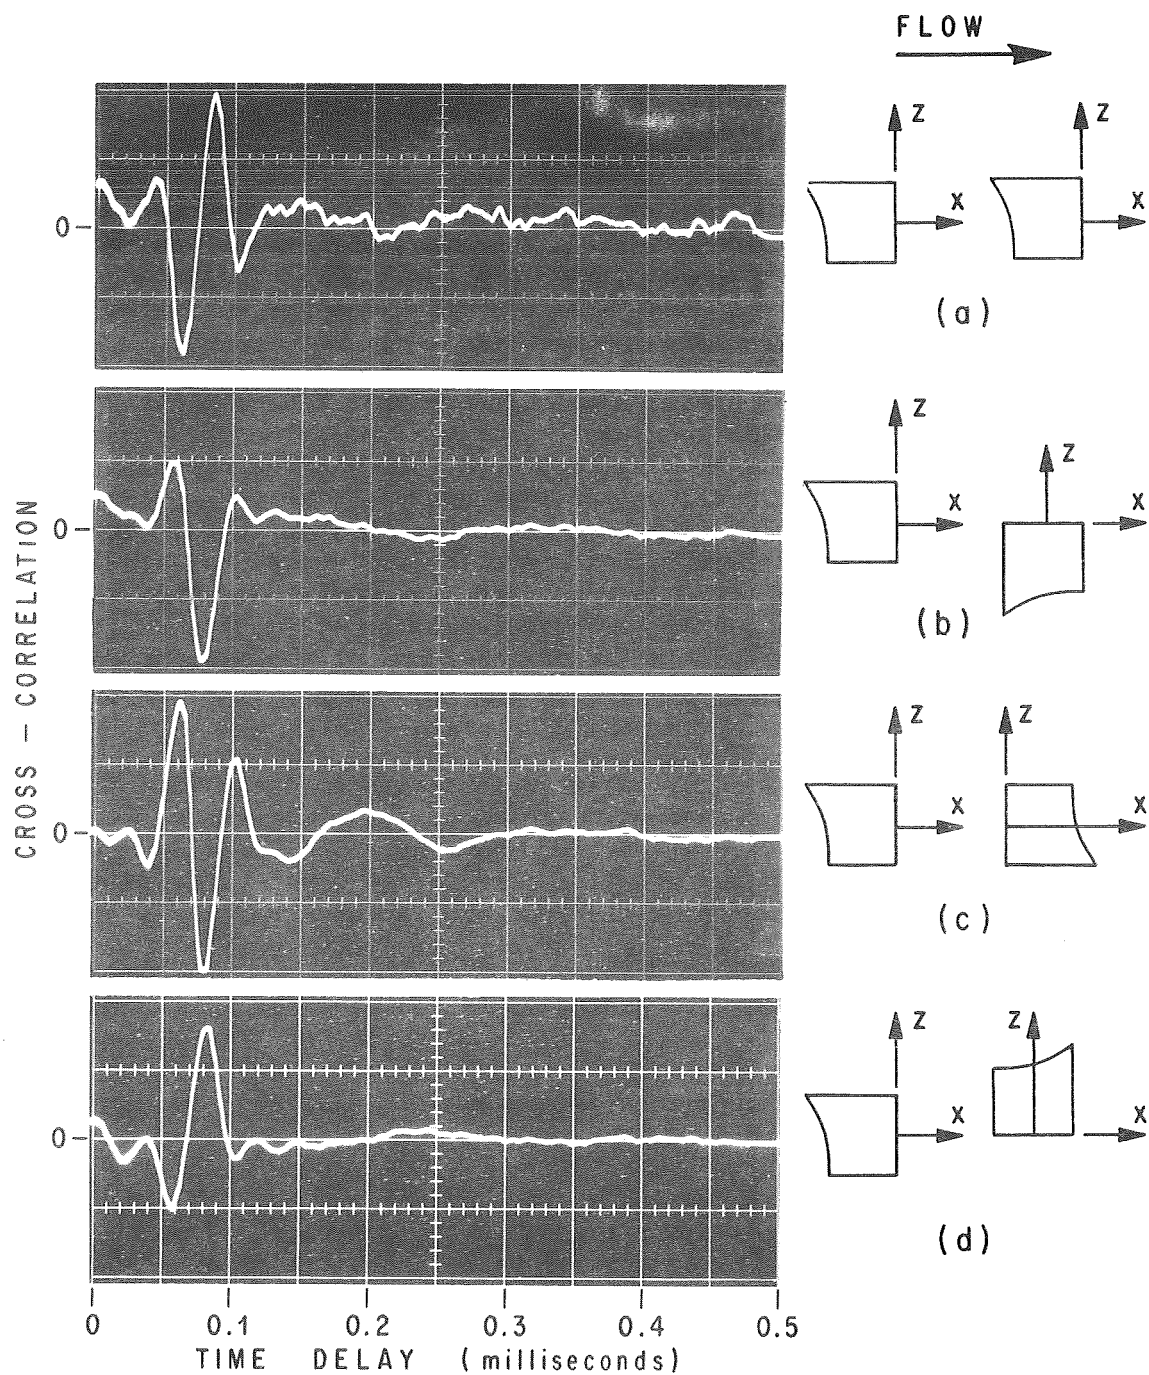 FLOW
Z
Z
0
X
X
(a)
Z
Z
0
X
X
(b)
Z
Z
0
X
X
(c)
Z
Z
0
X
X
(d)
CROSS – CORRELATION
0 0.1 0.2 0.3 0.4 0.5
TIME DELAY (milliseconds)